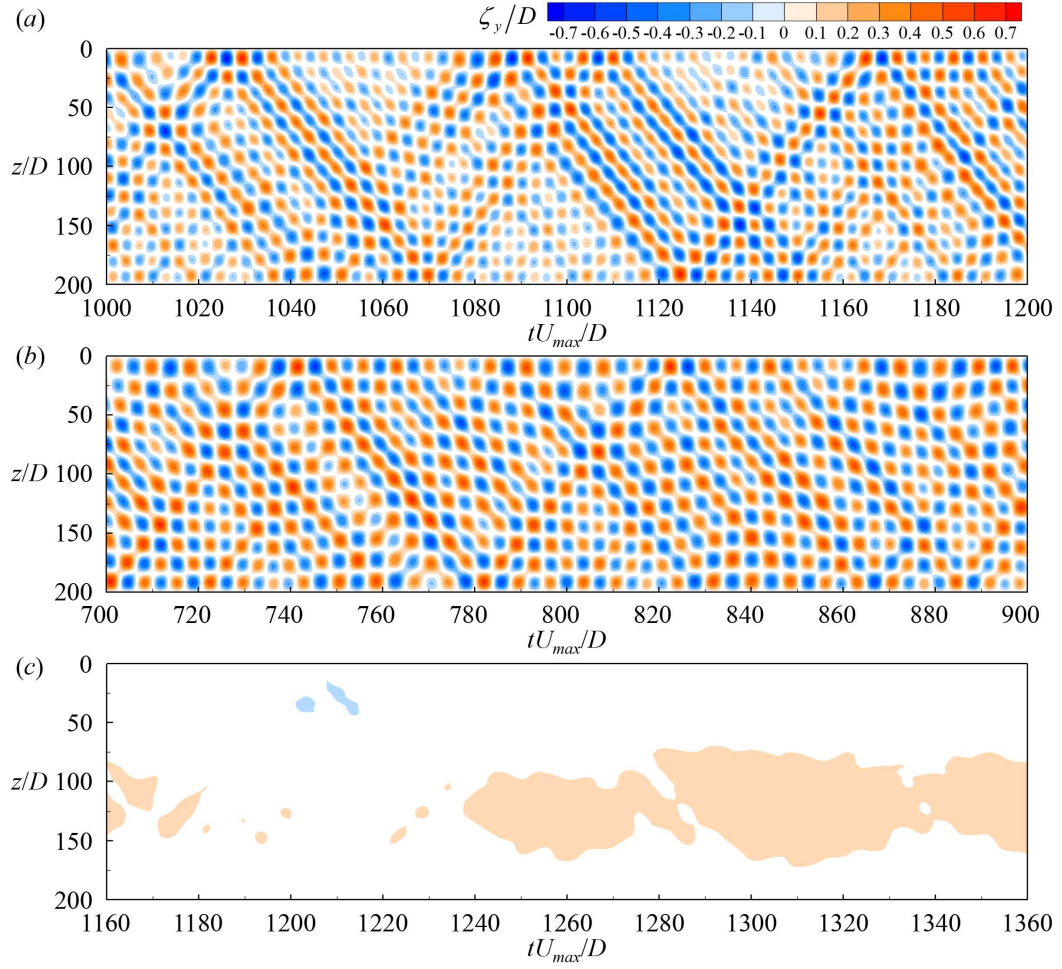 (a) ζy/D
-0.7 -0.6 -0.5 -0.4 -0.3 -0.2 -0.1 0 0.1 0.2 0.3 0.4 0.5 0.6 0.7
0
50
z/D 100
150
200
1000 1020 1040 1060 1080 1100 1120 1140 1160 1180 1200
tUmax/D
(b) 0
50
z/D 100
150
200
700 720 740 760 780 800 820 840 860 880 900
tUmax/D
(c) 0
50
z/D 100
150
200
1160 1180 1200 1220 1240 1260 1280 1300 1320 1340 1360
tUmax/D